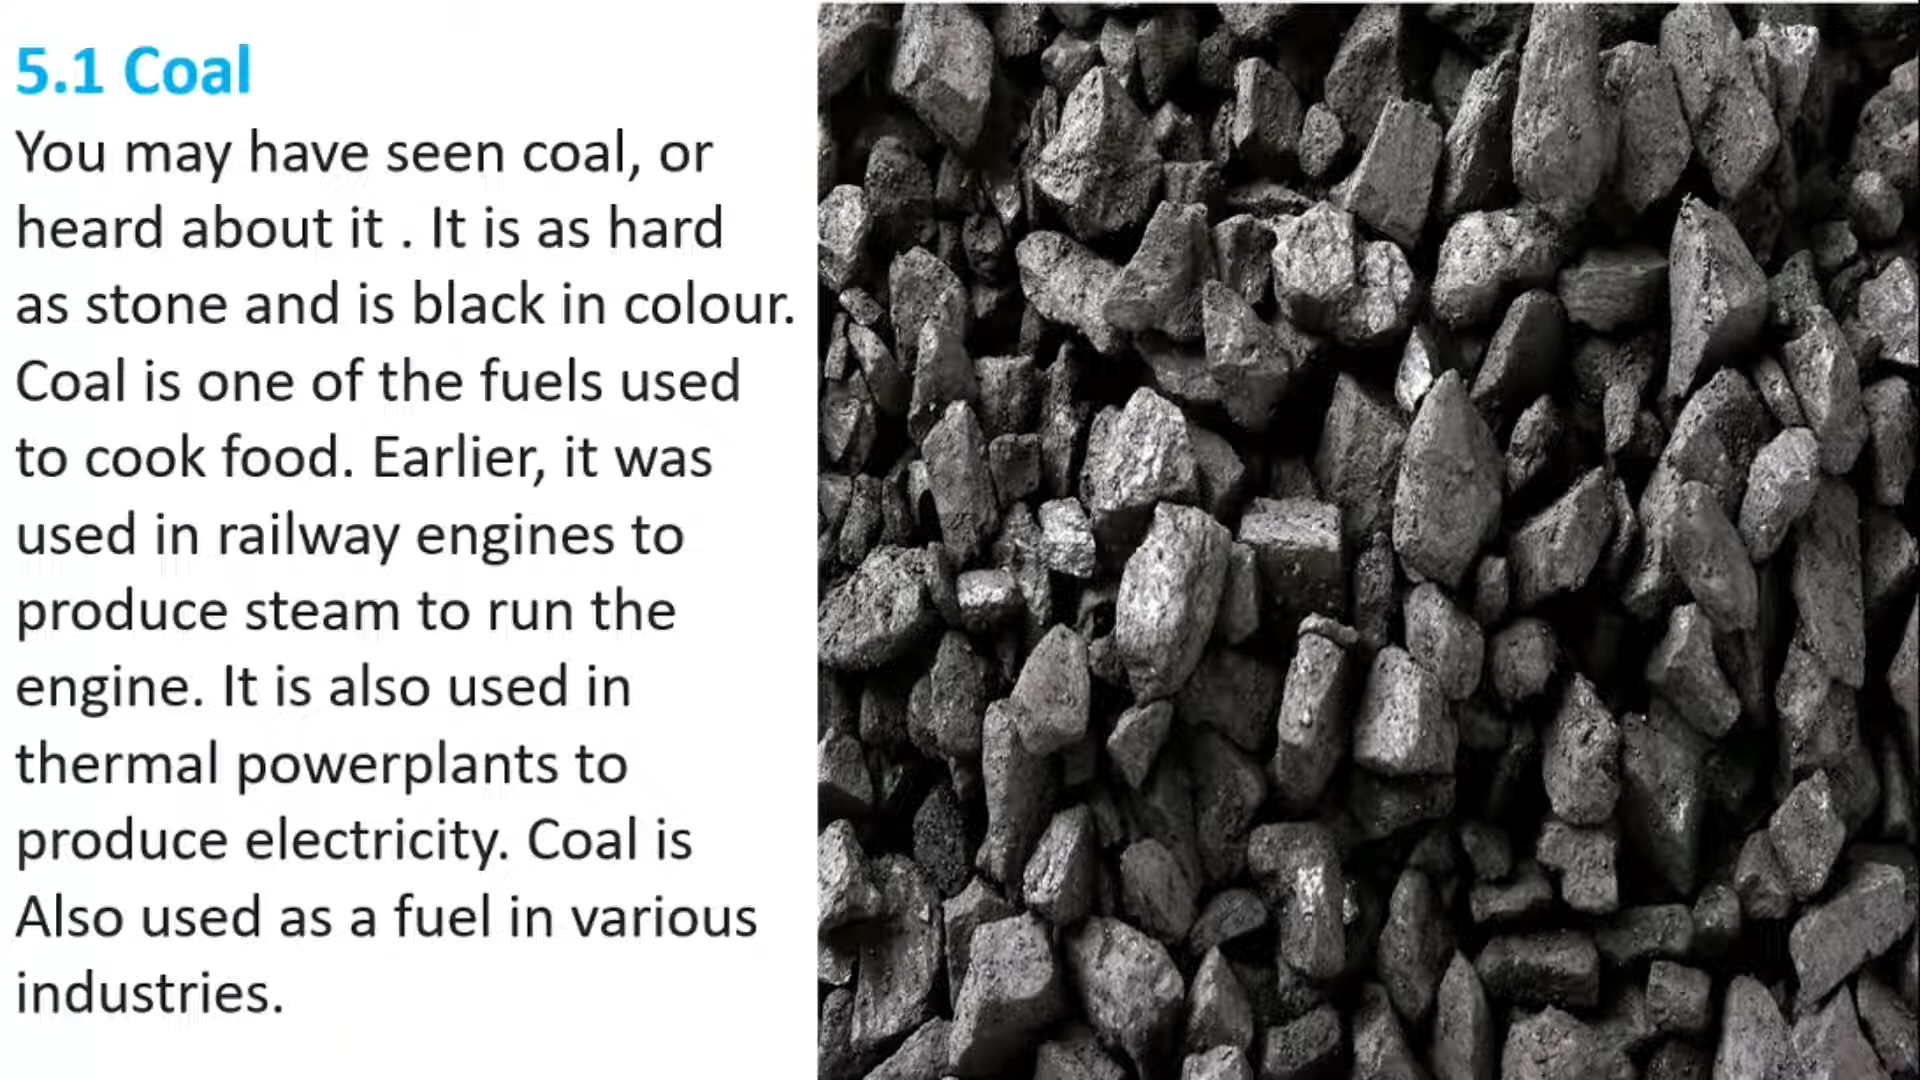 5.1 Coal
You may have seen coal, or
heard about it . It is as hard
as stone and is black in colour.
Coal is one of the fuels used
to cook food. Earlier, it was
used in railway engines to
produce steam to run the
engine. It is also used in
thermal powerplants to
produce electricity. Coal is
Also used as a fuel in various
industries.